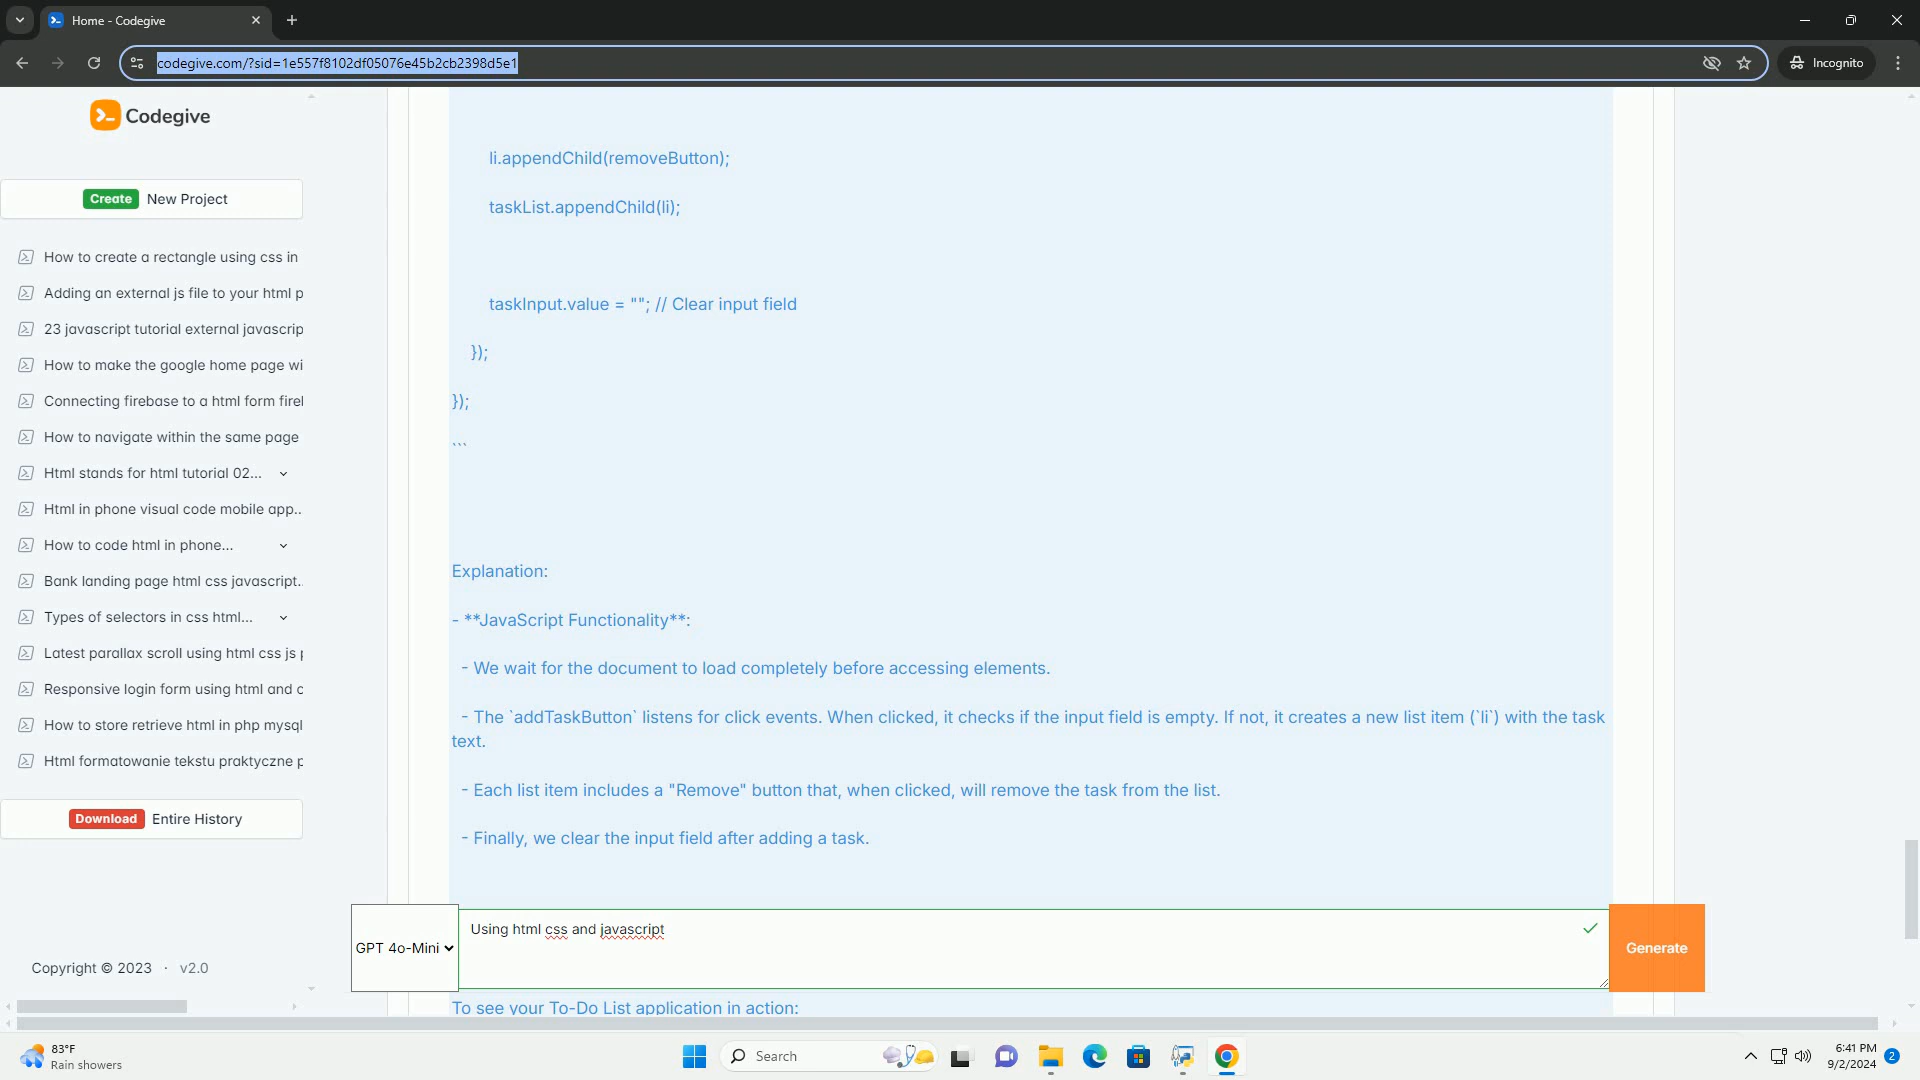 Home - Codegive
codegive.com/?sid=1e557f8102df05076e45b2cb2398d5e1
Incognito
Codegive
Create New Project
How to create a rectangle using css in
Adding an external js file to your html p
23 javascript tutorial external javascrip
How to make the google home page wi
Connecting firebase to a html form firel
How to navigate within the same page
Html stands for html tutorial 02...
Html in phone visual code mobile app..
How to code html in phone...
Bank landing page html css javascript..
Types of selectors in css html...
Latest parallax scroll using html css js p
Responsive login form using html and c
How to store retrieve html in php mysql
Html formatowanie tekstu praktyczne p
Download Entire History
Copyright © 2023 · v2.0
li.appendChild(removeButton);
taskList.appendChild(li);
taskInput.value = ""; // Clear input field
});
});
```
Explanation:
- **JavaScript Functionality**:
- We wait for the document to load completely before accessing elements.
- The `addTaskButton` listens for click events. When clicked, it checks if the input field is empty. If not, it creates a new list item (`li`) with the task
text.
- Each list item includes a "Remove" button that, when clicked, will remove the task from the list.
- Finally, we clear the input field after adding a task.
GPT 4o-Mini
Using html css and javascript
Generate
To see your To-Do List application in action:
83°F
Rain showers
Search
6:41 PM
9/2/2024
2